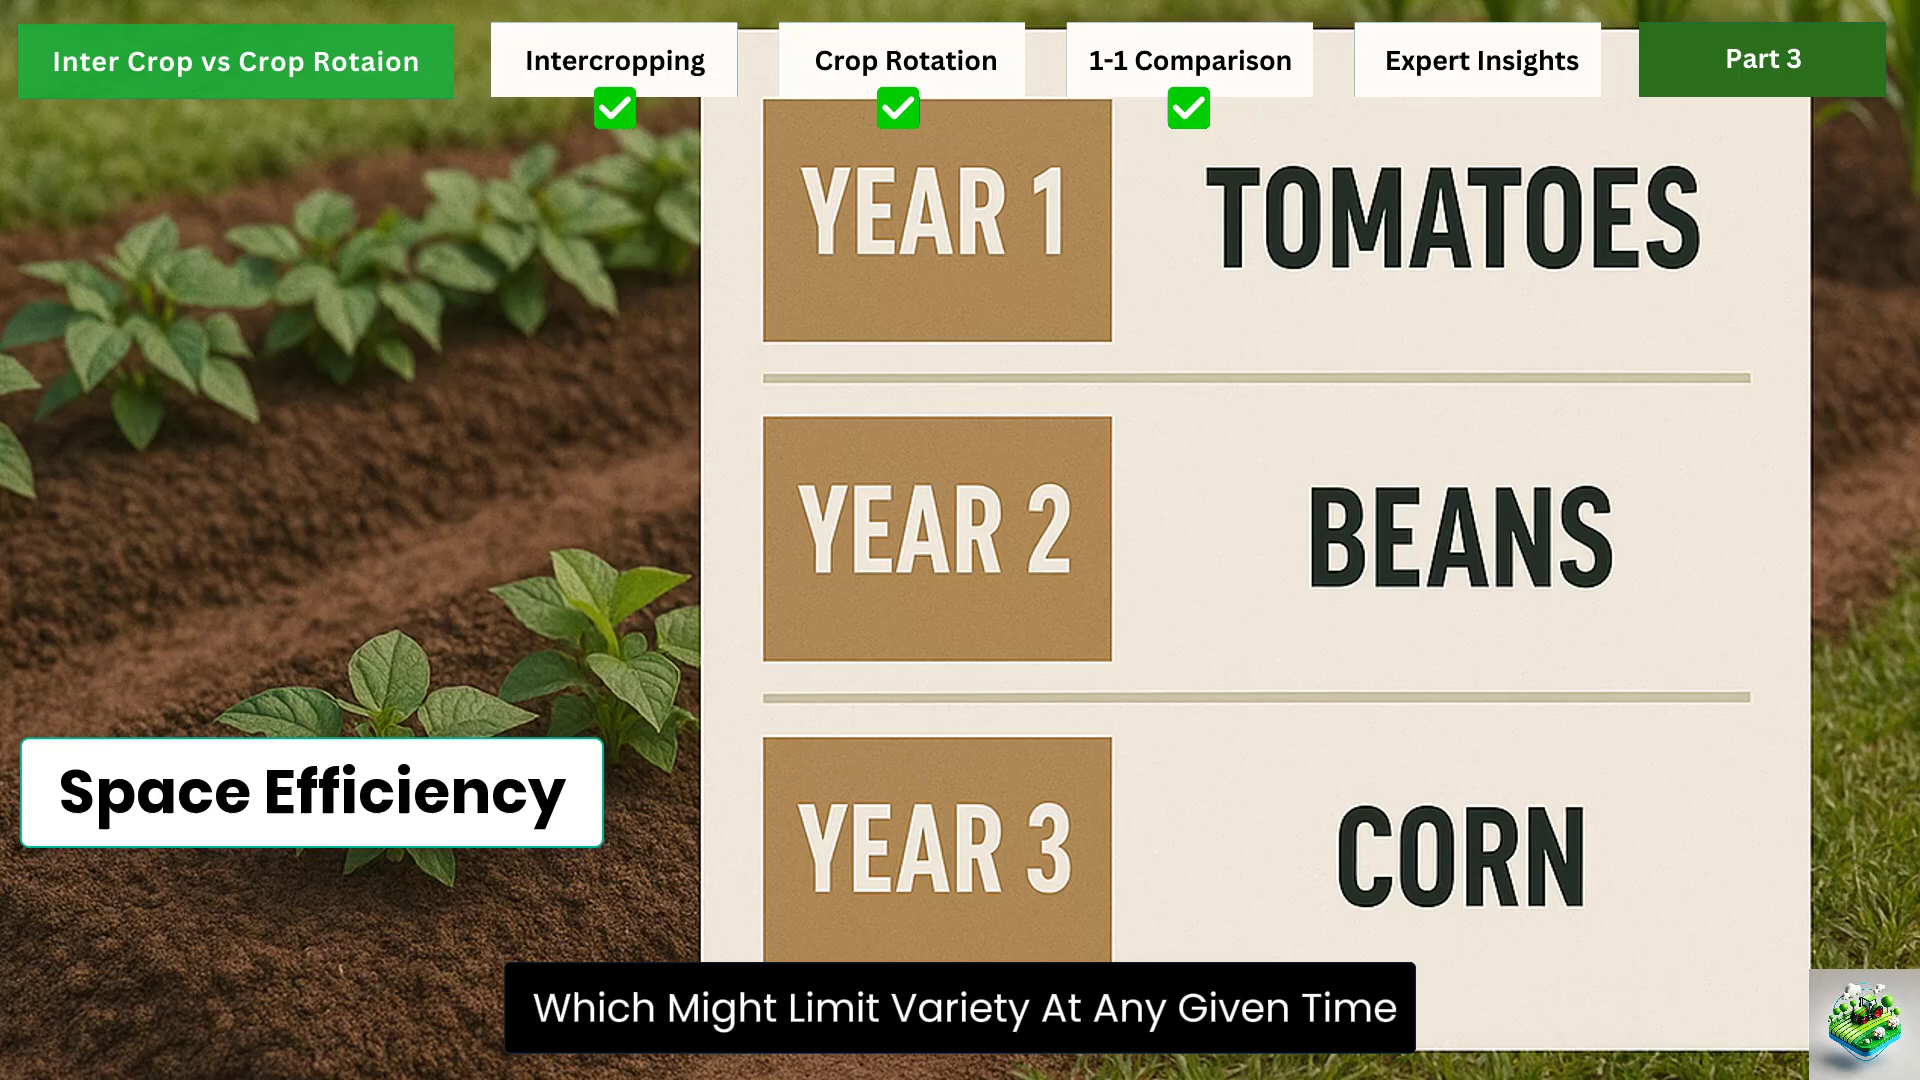 Inter Crop vs Crop Rotaion
Intercropping
Crop Rotation
1-1 Comparison
Expert Insights
Part 3
YEAR 1
TOMATOES
YEAR 2
BEANS
YEAR 3
CORN
Space Efficiency
Which Might Limit Variety At Any Given Time